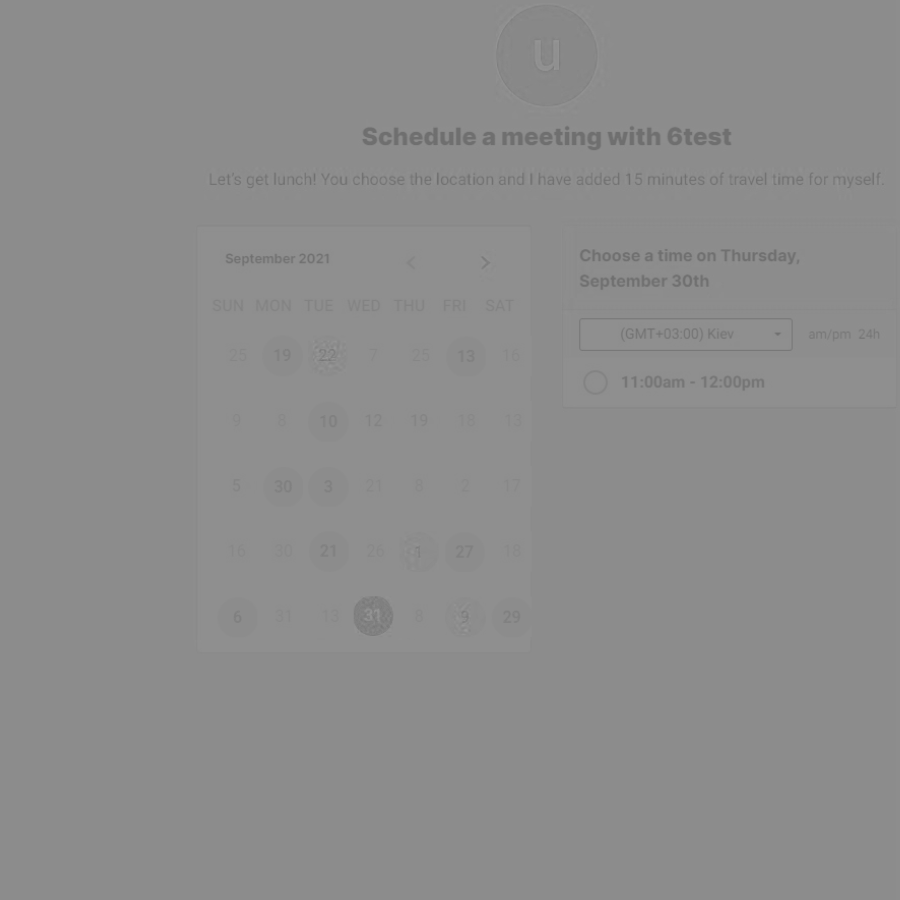 u
Schedule a meeting with 6test
Let's get lunch! You choose the location and I have added 15 minutes of travel time for myself.
September 2021
SUN MON TUE WED THU FRI SAT
25 19 22 7 25 13 16
9 8 10 12 19 18 13
5 30 3 21 6 2 17
16 30 21 26 1 27 18
6 31 13 31 8 9 29
Choose a time on Thursday,
September 30th
(GMT+03:00) Kiev am/pm 24h
11:00am - 12:00pm